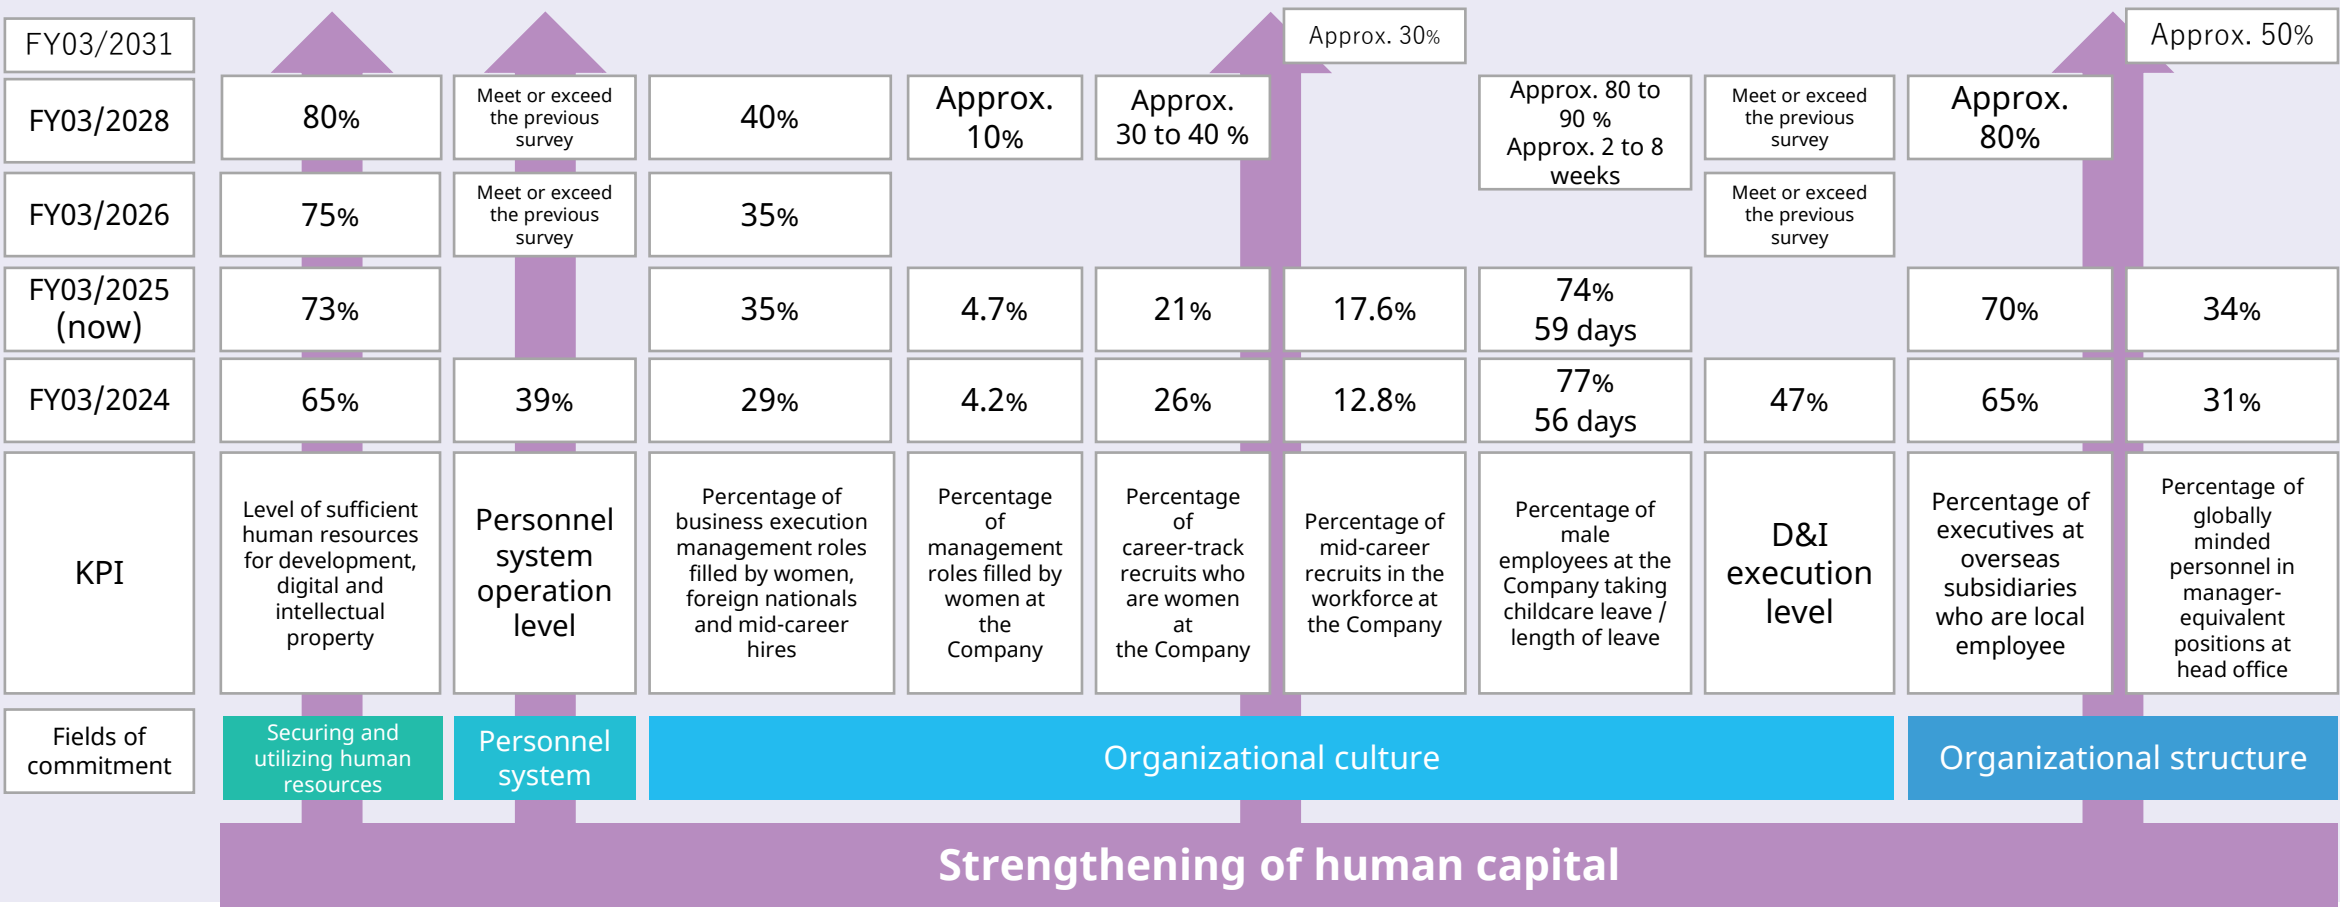 FY03/2031
Approx. 30%
Approx. 50%
FY03/2028
80%
Meet or exceed
the previous
survey
40%
Approx.
10%
Approx.
30 to 40 %
Approx. 80 to
90 %
Approx. 2 to 8
weeks
Meet or exceed
the previous
survey
Approx.
80%
FY03/2026
75%
Meet or exceed
the previous
survey
35%
Meet or exceed
the previous
survey
FY03/2025
(now)
73%
35%
4.7%
21%
17.6%
74%
59 days
70%
34%
FY03/2024
65%
39%
29%
4.2%
26%
12.8%
77%
56 days
47%
65%
31%
KPI
Level of sufficient
human resources
for development,
digital and
intellectual
property
Personnel
system
operation
level
Percentage of
business execution
management roles
filled by women,
foreign nationals
and mid-career
hires
Percentage
of
management
roles filled by
women at
the
Company
Percentage
of
career-track
recruits who
are women
at
the Company
Percentage of
mid-career
recruits in the
workforce at
the Company
Percentage of
male
employees at the
Company taking
childcare leave /
length of leave
D&I
execution
level
Percentage of
executives at
overseas
subsidiaries
who are local
employee
Percentage of
globally
minded
personnel in
manager-
equivalent
positions at
head office
Fields of
commitment
Securing and
utilizing human
resources
Personnel
system
Organizational culture
Organizational structure
Strengthening of human capital